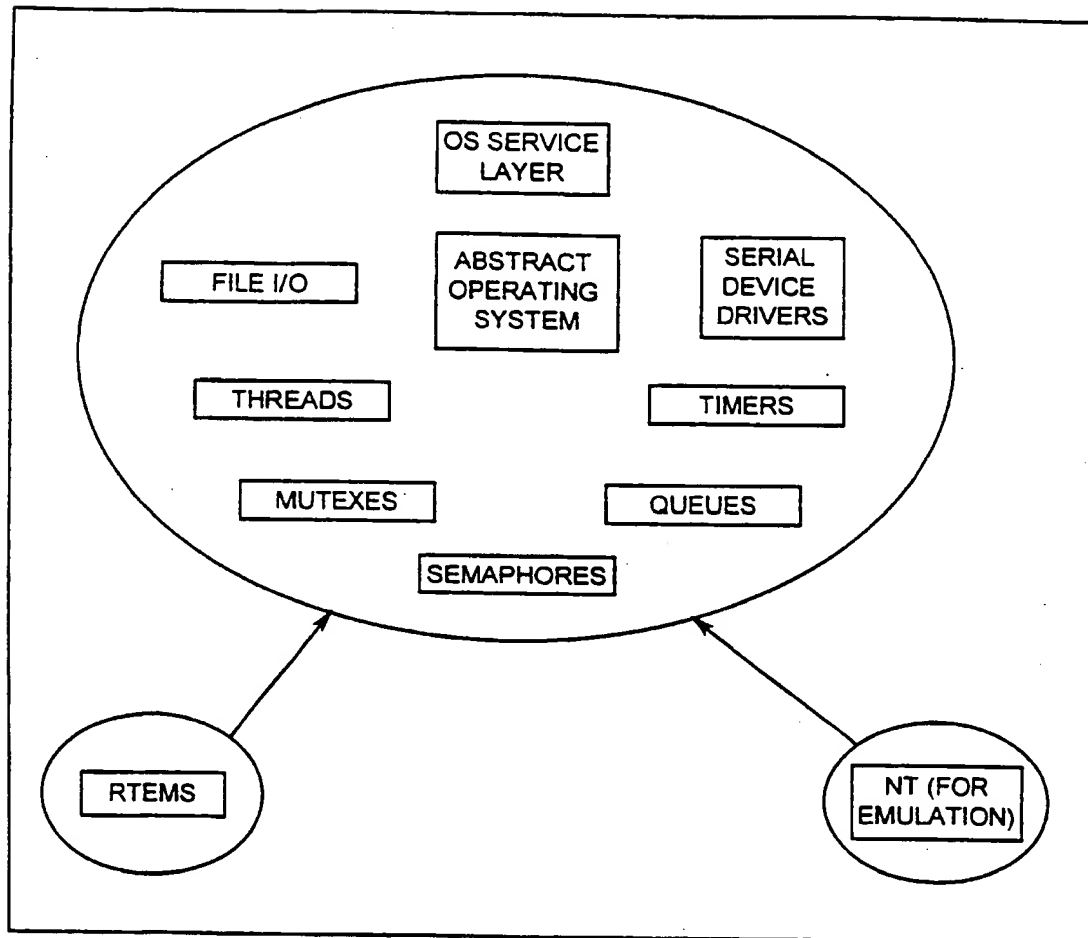 OS SERVICE
LAYER
FILE I/O
ABSTRACT
OPERATING
SYSTEM
SERIAL
DEVICE
DRIVERS
THREADS
TIMERS
MUTEXES
QUEUES
SEMAPHORES
RTEMS
NT (FOR
EMULATION)